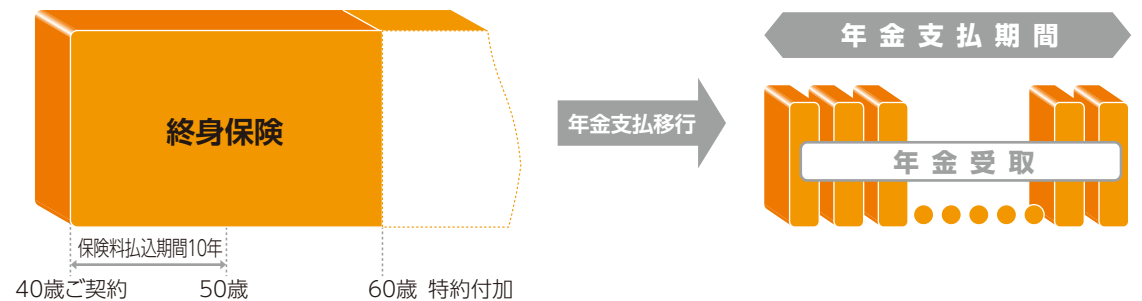 終身保険
保険料払込期間10年
40歳ご契約
50歳
60歳 特約付加
年金支払移行
年金支払期間
年金受取